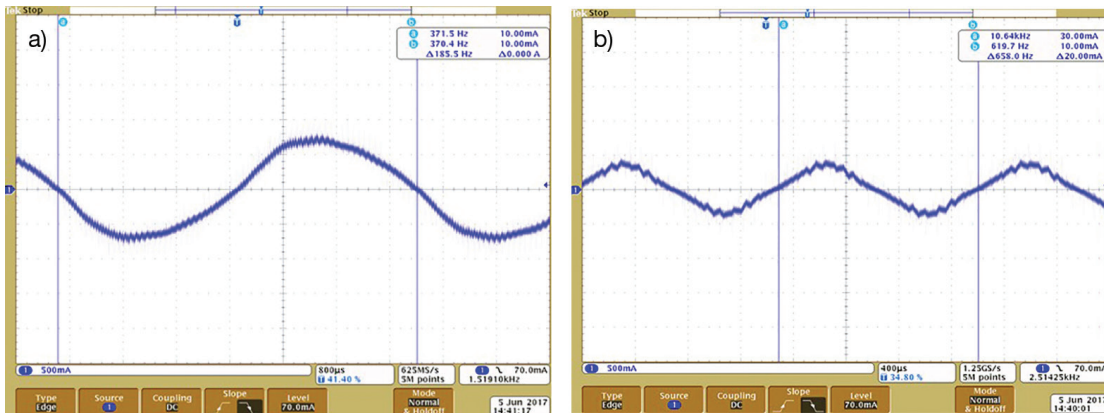 a)
Tek Stop
a
b
T
a 371.5 Hz 10.00mA
b 370.4 Hz 10.00mA
Δ185.5 Hz Δ0.000 A
1
1 500mA
800µs
T 41.40 %
625MS/s
5M points
1 70.0mA
1.51910kHz
Type
Edge
Source
1
Coupling
DC
Slope
Level
70.0mA
Mode
Normal
& Holdoff
5 Jun 2017
14:41:17
b)
Tek Stop
T
a
b
a 10.64kHz 30.00mA
b 619.7 Hz 10.00mA
Δ658.0 Hz Δ20.00mA
1
1 500mA
400µs
T 34.80 %
1.25GS/s
5M points
1 70.0mA
2.51425kHz
Type
Edge
Source
1
Coupling
DC
Slope
Level
70.0mA
Mode
Normal
& Holdoff
5 Jun 2017
14:40:01